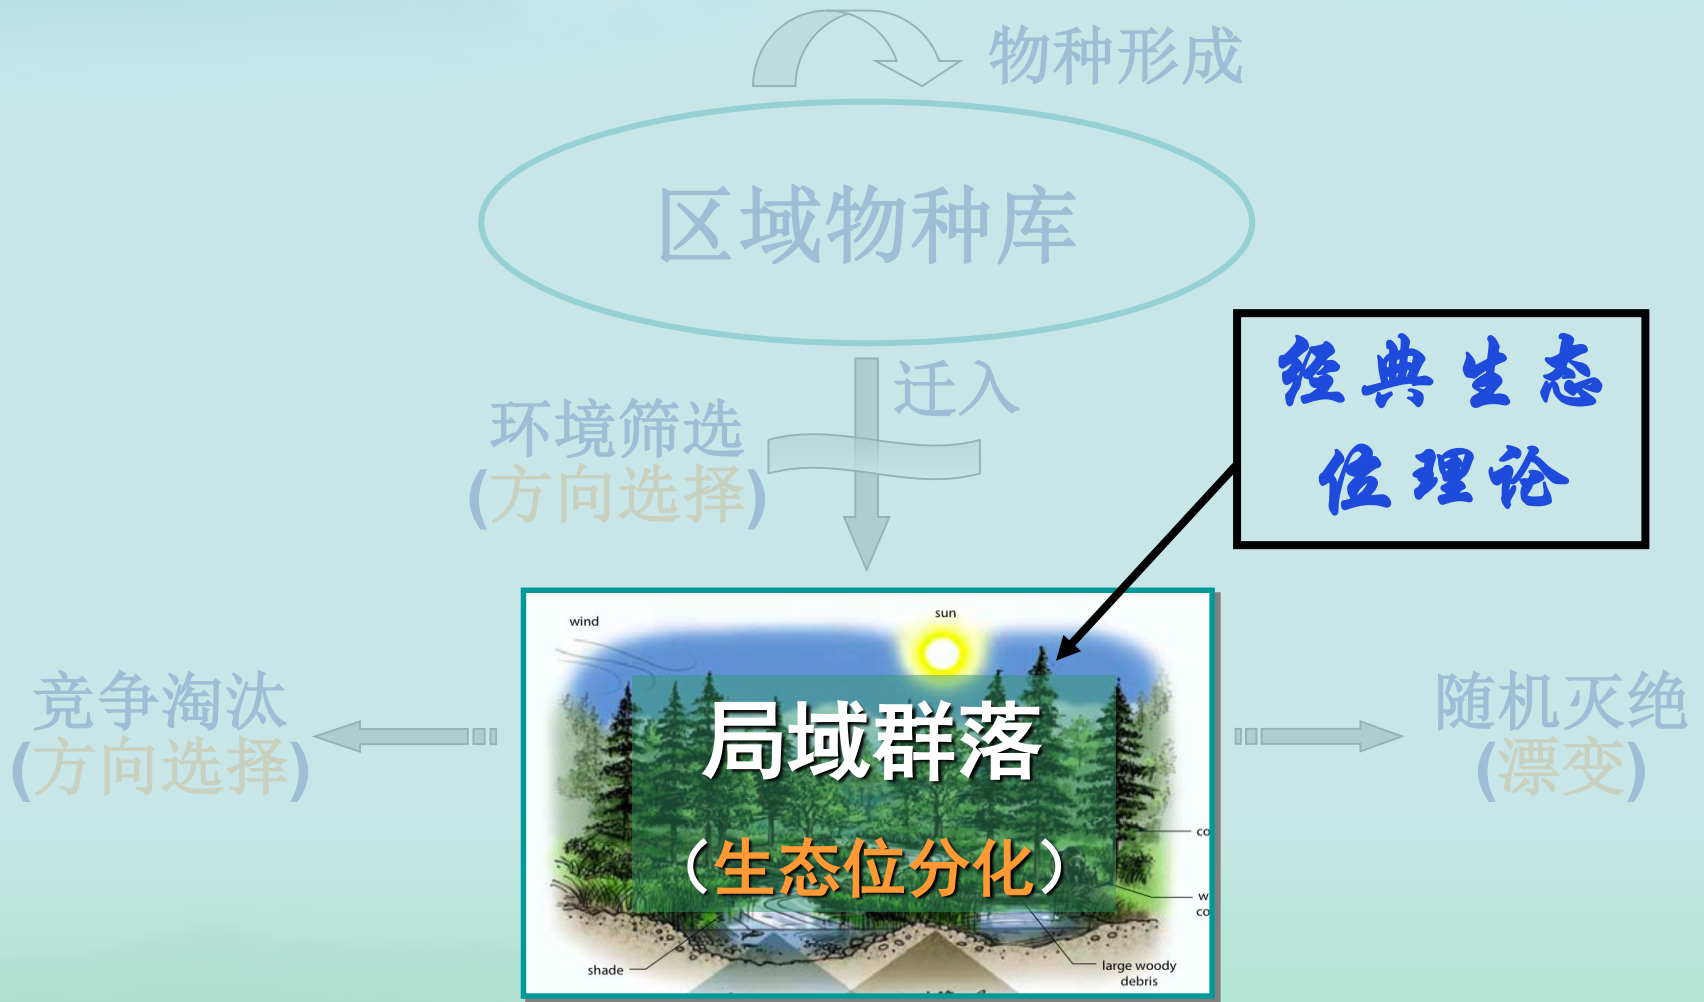 物种形成
区域物种库
迁入
环境筛选
(方向选择)
经典生态
位理论
wind
sun
竞争淘汰
(方向选择)
局域群落
（生态位分化）
随机灭绝
(漂变)
co
w
co
shade
large woody
debris